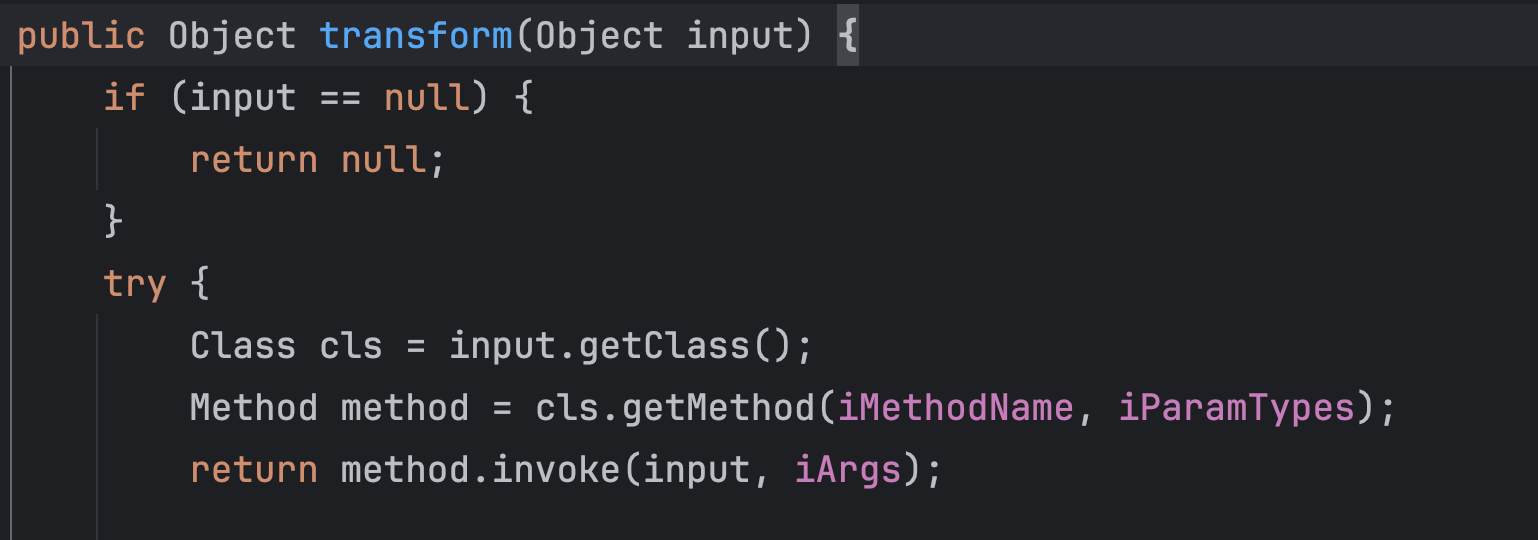 public Object transform(Object input) {
    if (input == null) {
        return null;
    }
    try {
        Class cls = input.getClass();
        Method method = cls.getMethod(iMethodName, iParamTypes);
        return method.invoke(input, iArgs);